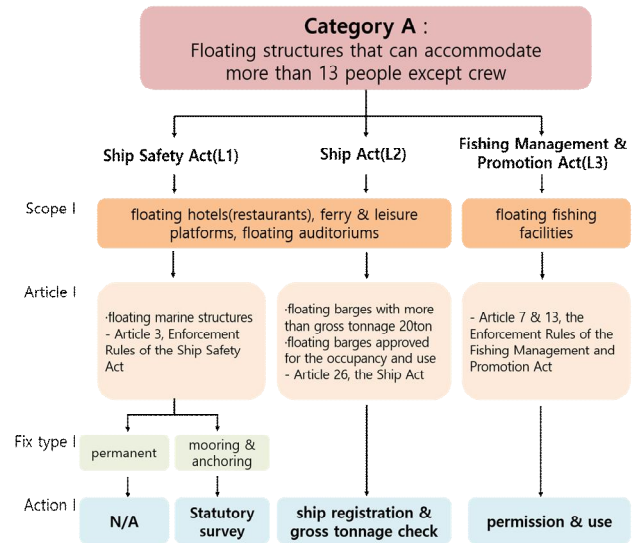 Category A :
Floating structures that can accommodate
more than 13 people except crew
Ship Safety Act(L1)
Ship Act(L2)
Fishing Management &
Promotion Act(L3)
Scope I
floating hotels(restaurants), ferry & leisure
platforms, floating auditoriums
floating fishing
facilities
Article I
·floating marine structures
- Article 3, Enforcement
Rules of the Ship Safety
Act
·floating barges with more
than gross tonnage 20ton
·floating barges approved
for the occupancy and use
- Article 26, the Ship Act
- Article 7 & 13, the
Enforcement Rules of the
Fishing Management and
Promotion Act
Fix type I
permanent
mooring &
anchoring
Action I
N/A
Statutory
survey
ship registration &
gross tonnage check
permission & use